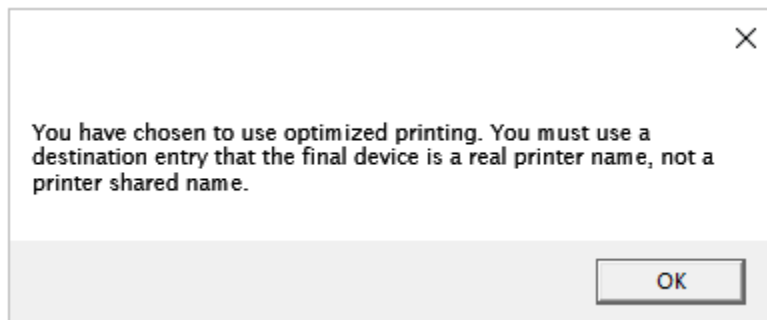 You have chosen to use optimized printing. You must use a
destination entry that the final device is a real printer name, not a
printer shared name.
OK